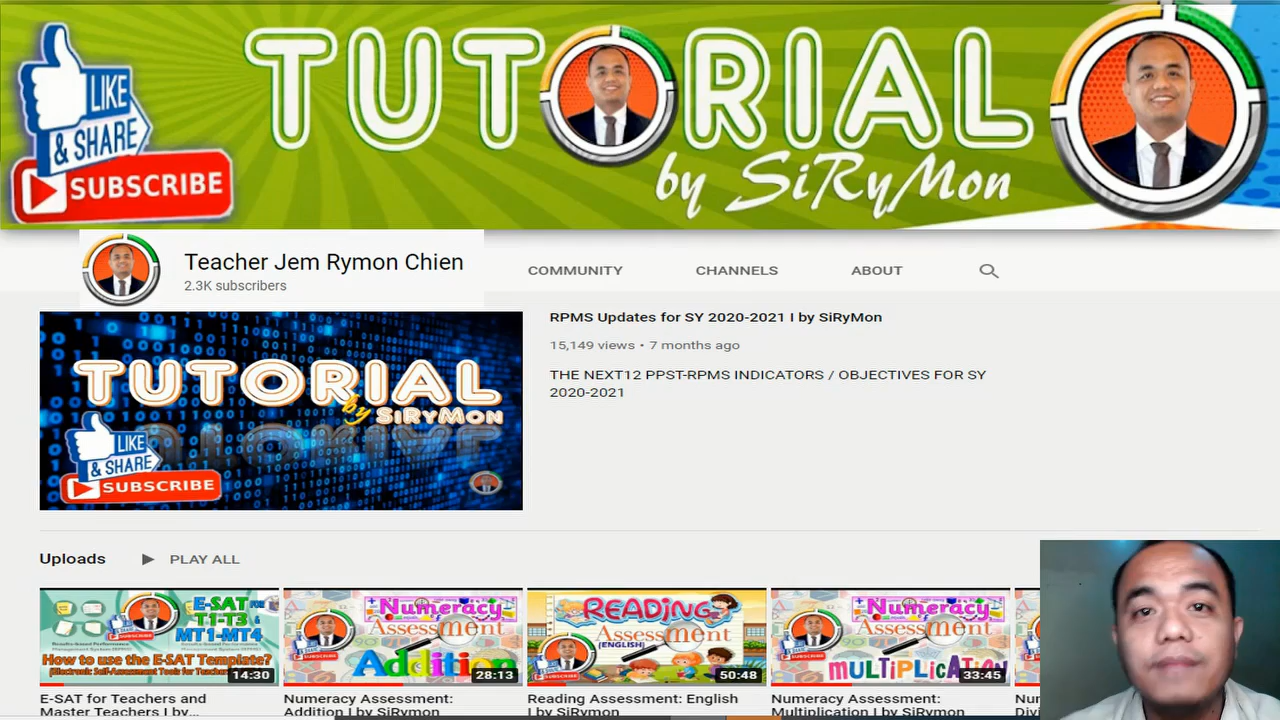 TUTORIAL
by SiRyMon
LIKE
& SHARE
SUBSCRIBE
Teacher Jem Rymon Chien
2.3K subscribers
COMMUNITY
CHANNELS
ABOUT
TUTORIAL
by SiRyMon
LIKE
& SHARE
SUBSCRIBE
RPMS Updates for SY 2020-2021 I by SiRyMon
15,149 views • 7 months ago
THE NEXT12 PPST-RPMS INDICATORS / OBJECTIVES FOR SY
2020-2021
Uploads
PLAY ALL
E-SAT FOR
T1-T3 &
MT1-MT4
How to use the E-SAT Template?
14:30
E-SAT for Teachers and
Master Teachers I by...
Numeracy
Assessment
Addition
28:13
Numeracy Assessment:
Addition I by SiRymon
READING
Assessment
(ENGLISH)
50:48
Reading Assessment: English
I by SiRymon
Numeracy
Assessment
MULTIPLICATION
33:45
Numeracy Assessment:
Multiplication I by SiRymon